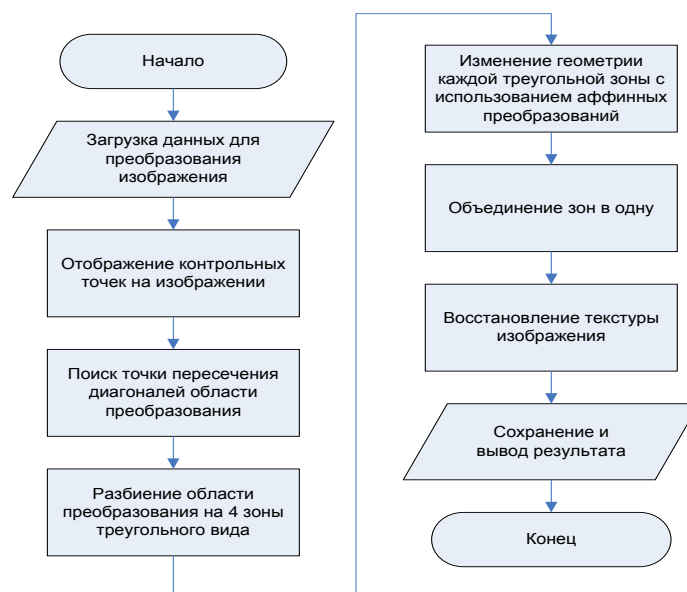 Начало
Загрузка данных для
преобразования
изображения
Отображение контрольных
точек на изображении
Поиск точки пересечения
диагоналей области
преобразования
Разбиение области
преобразования на 4 зоны
треугольного вида
Изменение геометрии
каждой треугольной зоны с
использованием аффинных
преобразований
Объединение зон в одну
Восстановление текстуры
изображения
Сохранение и
вывод результата
Конец